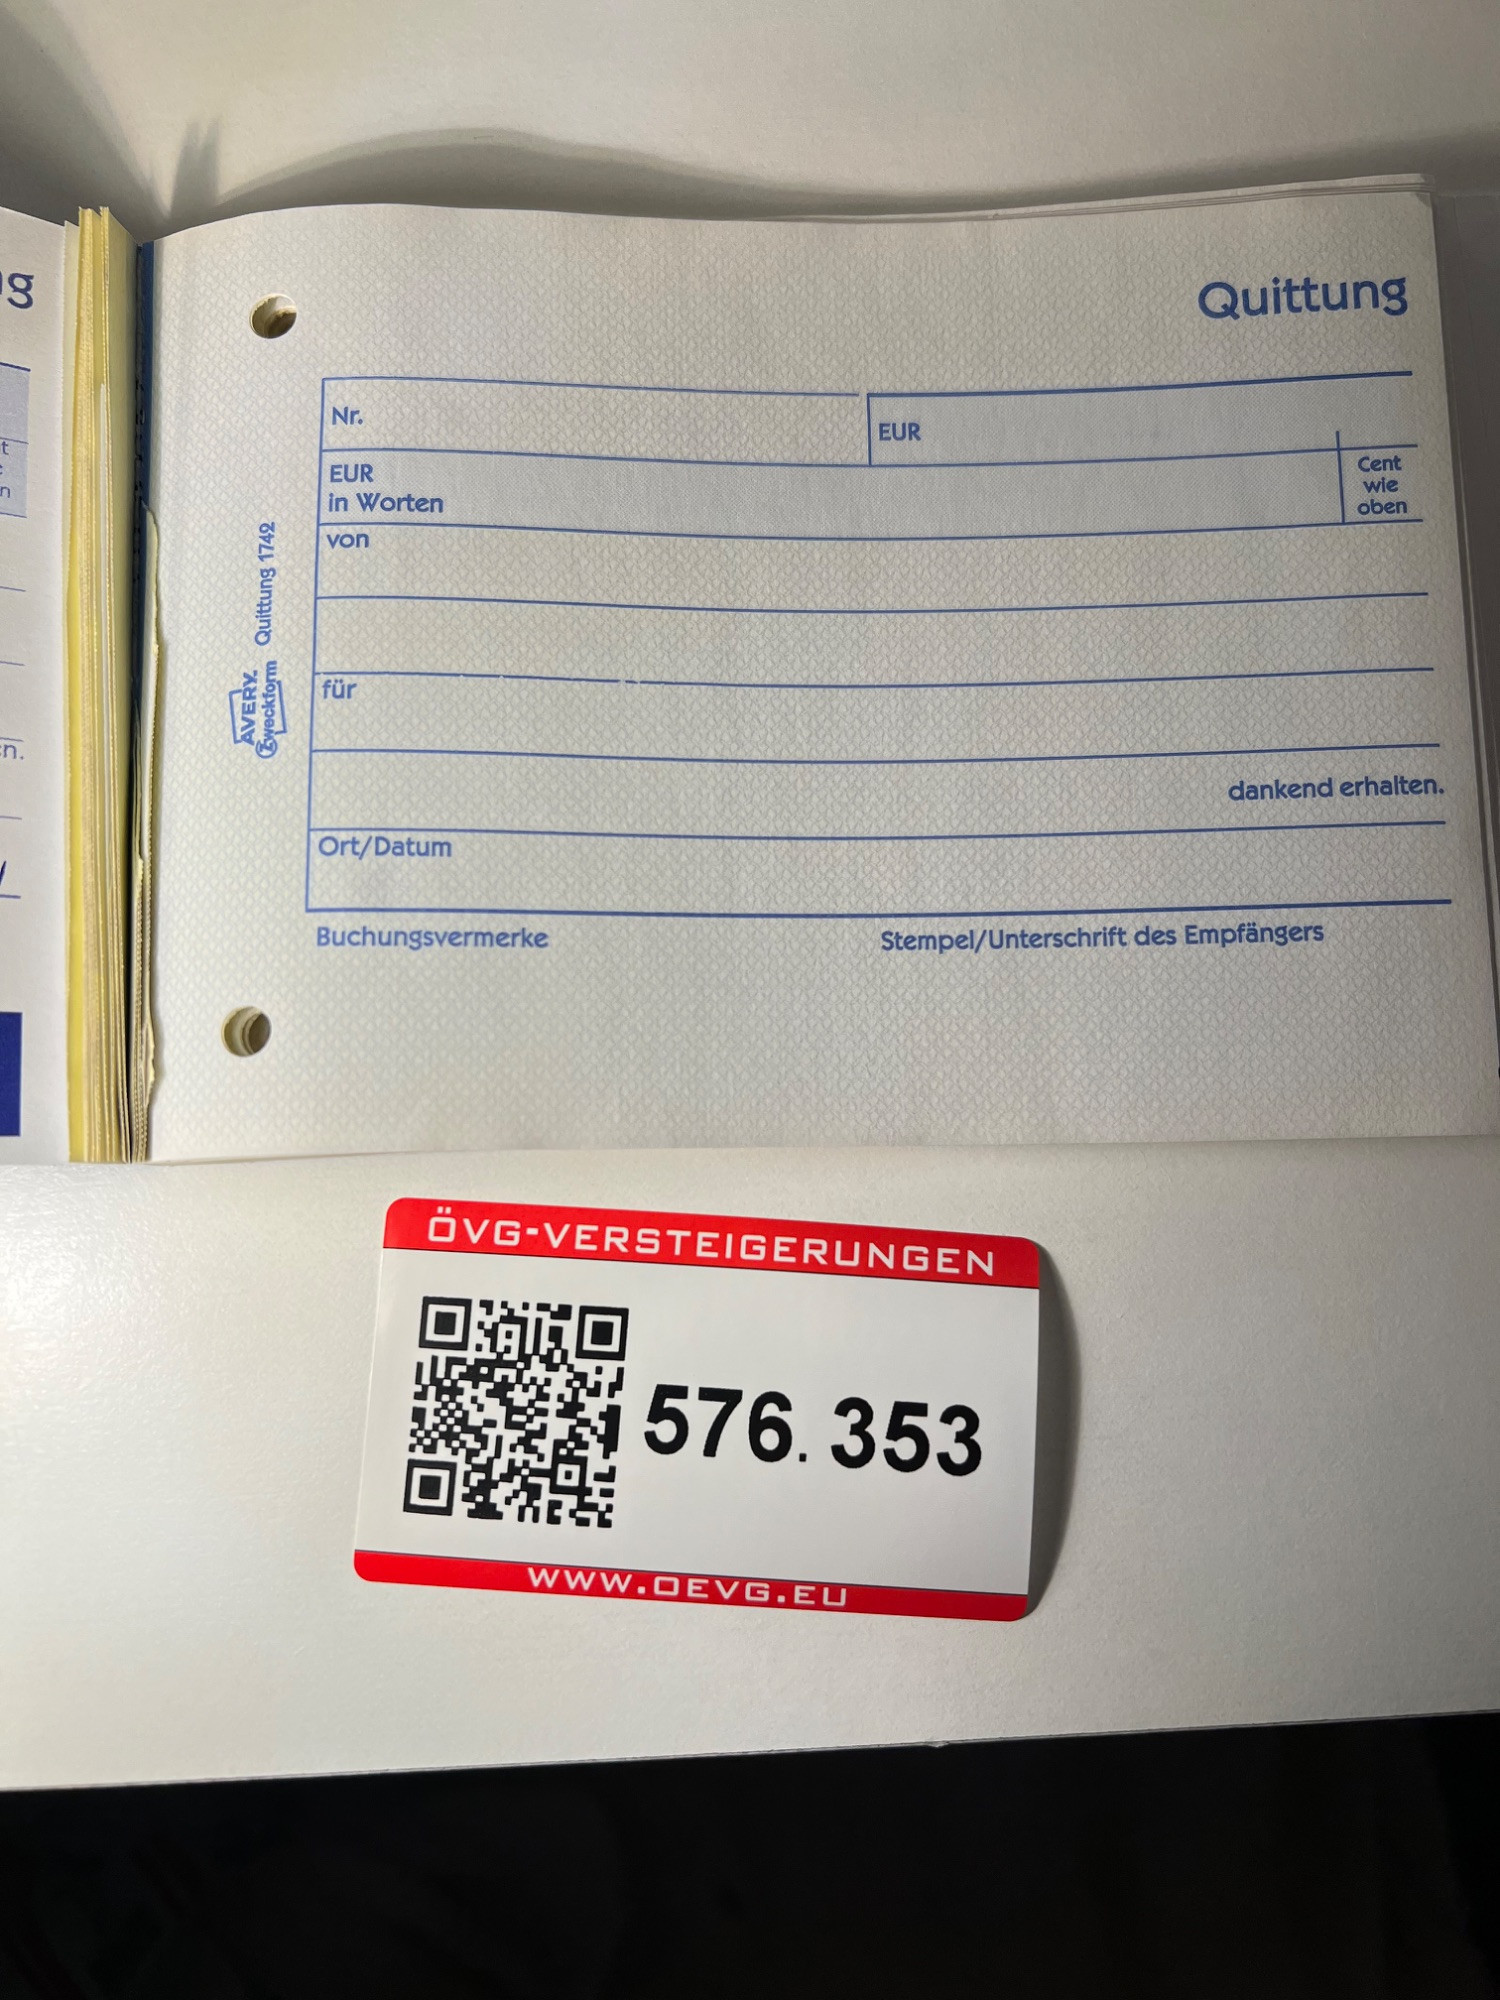 Quittung
Nr.
EUR
EUR
in Worten
Cent
wie
oben
von
für
dankend erhalten.
Ort/Datum
Buchungsvermerke
Stempel/Unterschrift des Empfängers
AVERY.
Zweckform
Quittung 1742
ÖVG-VERSTEIGERUNGEN
576.353
WWW.OEVG.EU